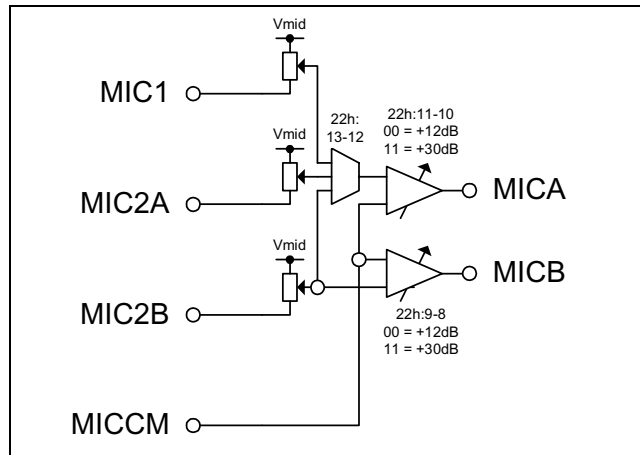 Vmid
MIC1
22h:
13-12
22h:11-10
00 = +12dB
11 = +30dB
Vmid
MIC2A
MICA
Vmid
MICB
MIC2B
22h:9-8
00 = +12dB
11 = +30dB
MICCM